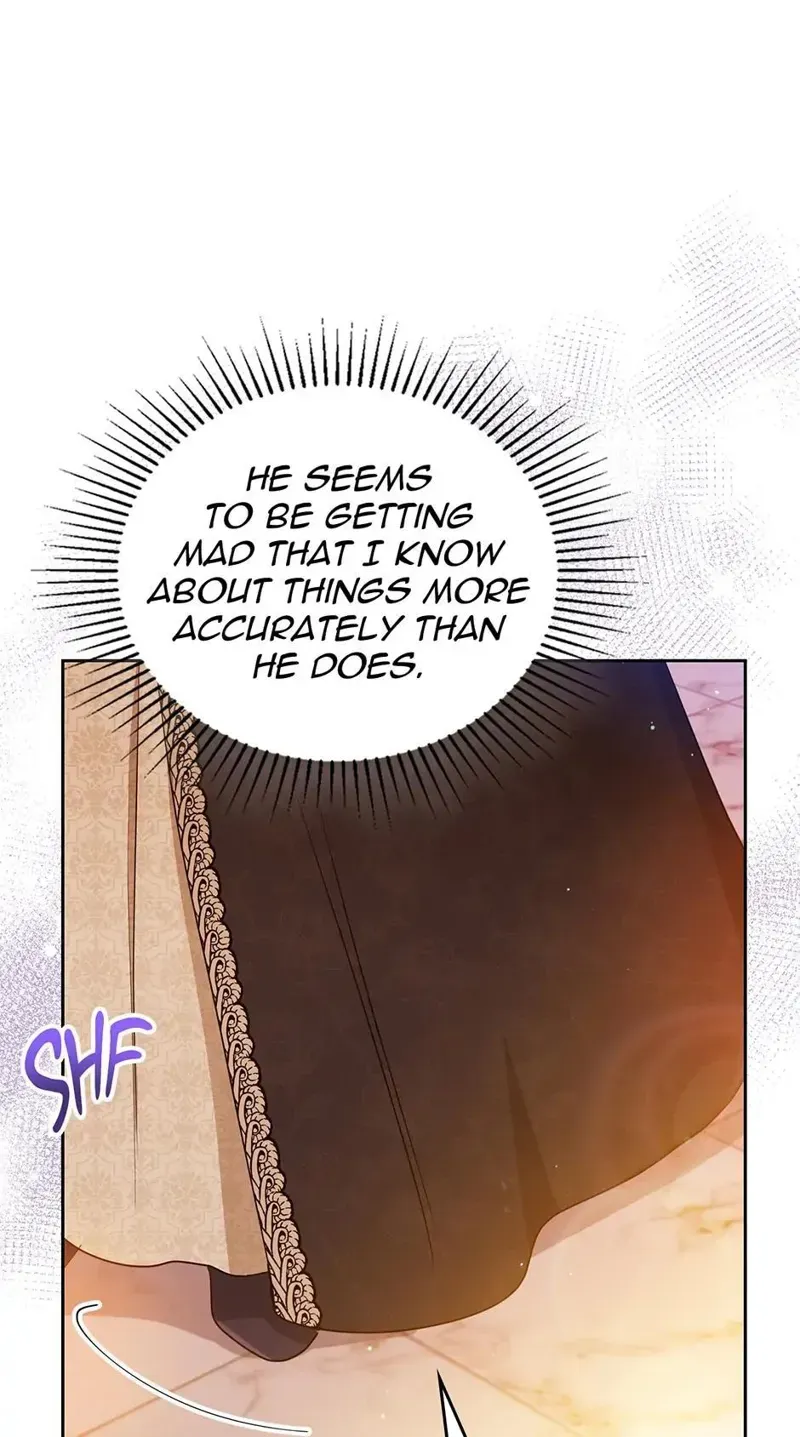 HE SEEMS
TO BE GETTING
MAD THAT I KNOW
ABOUT THINGS MORE
ACCURATELY THAN
HE DOES.
SHF